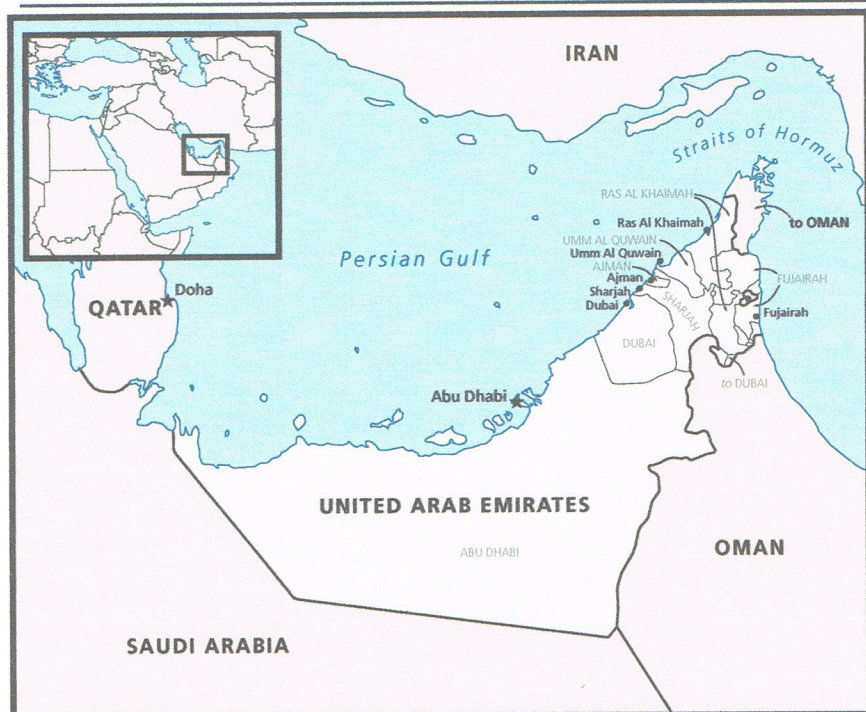 IRAN
Straits of Hormuz
RAS AL KHAIMAH
Ras Al Khaimah
to OMAN
UMM AL QUWAIN
Umm Al Quwain
Persian Gulf
AJMAN
Ajman
FUJAIRAH
QATAR
Doha
Sharjah
SHARJAH
Dubai
Fujairah
DUBAI
to DUBAI
Abu Dhabi
UNITED ARAB EMIRATES
ABU DHABI
OMAN
SAUDI ARABIA